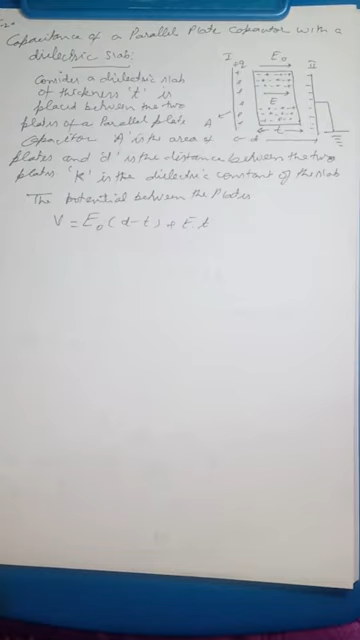 Capacitance of a Parallel Plate Capacitor with a
dielectric slab:
Consider a dielectric slab
of thickness 't' is
placed between the two
plates of a Parallel plate
Capacitor 'A' is the area of
plates and 'd' is the distance between the two
plates. 'K' is the dielectric constant of the slab
The potential between the Plates
V = E₀ (d-t) + E.t
I
q
E₀
II
E
A
t
d